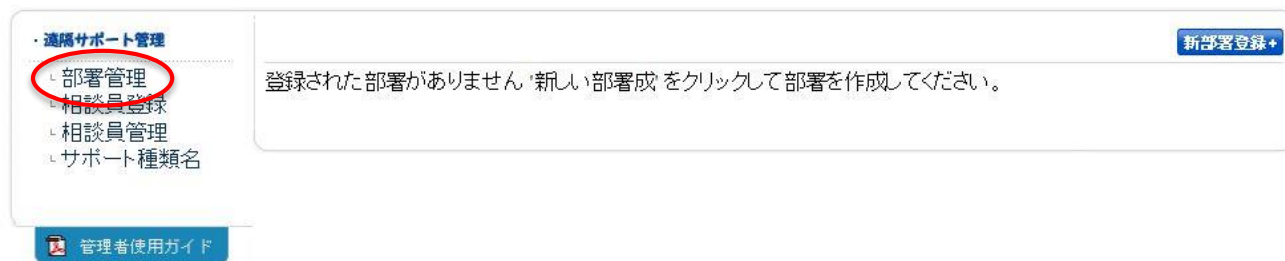 ・遠隔サポート管理
部署管理
相談員登録
相談員管理
サポート種類名
管理者使用ガイド
新部署登録+
登録された部署がありません '新しい部署成' をクリックして部署を作成してください。